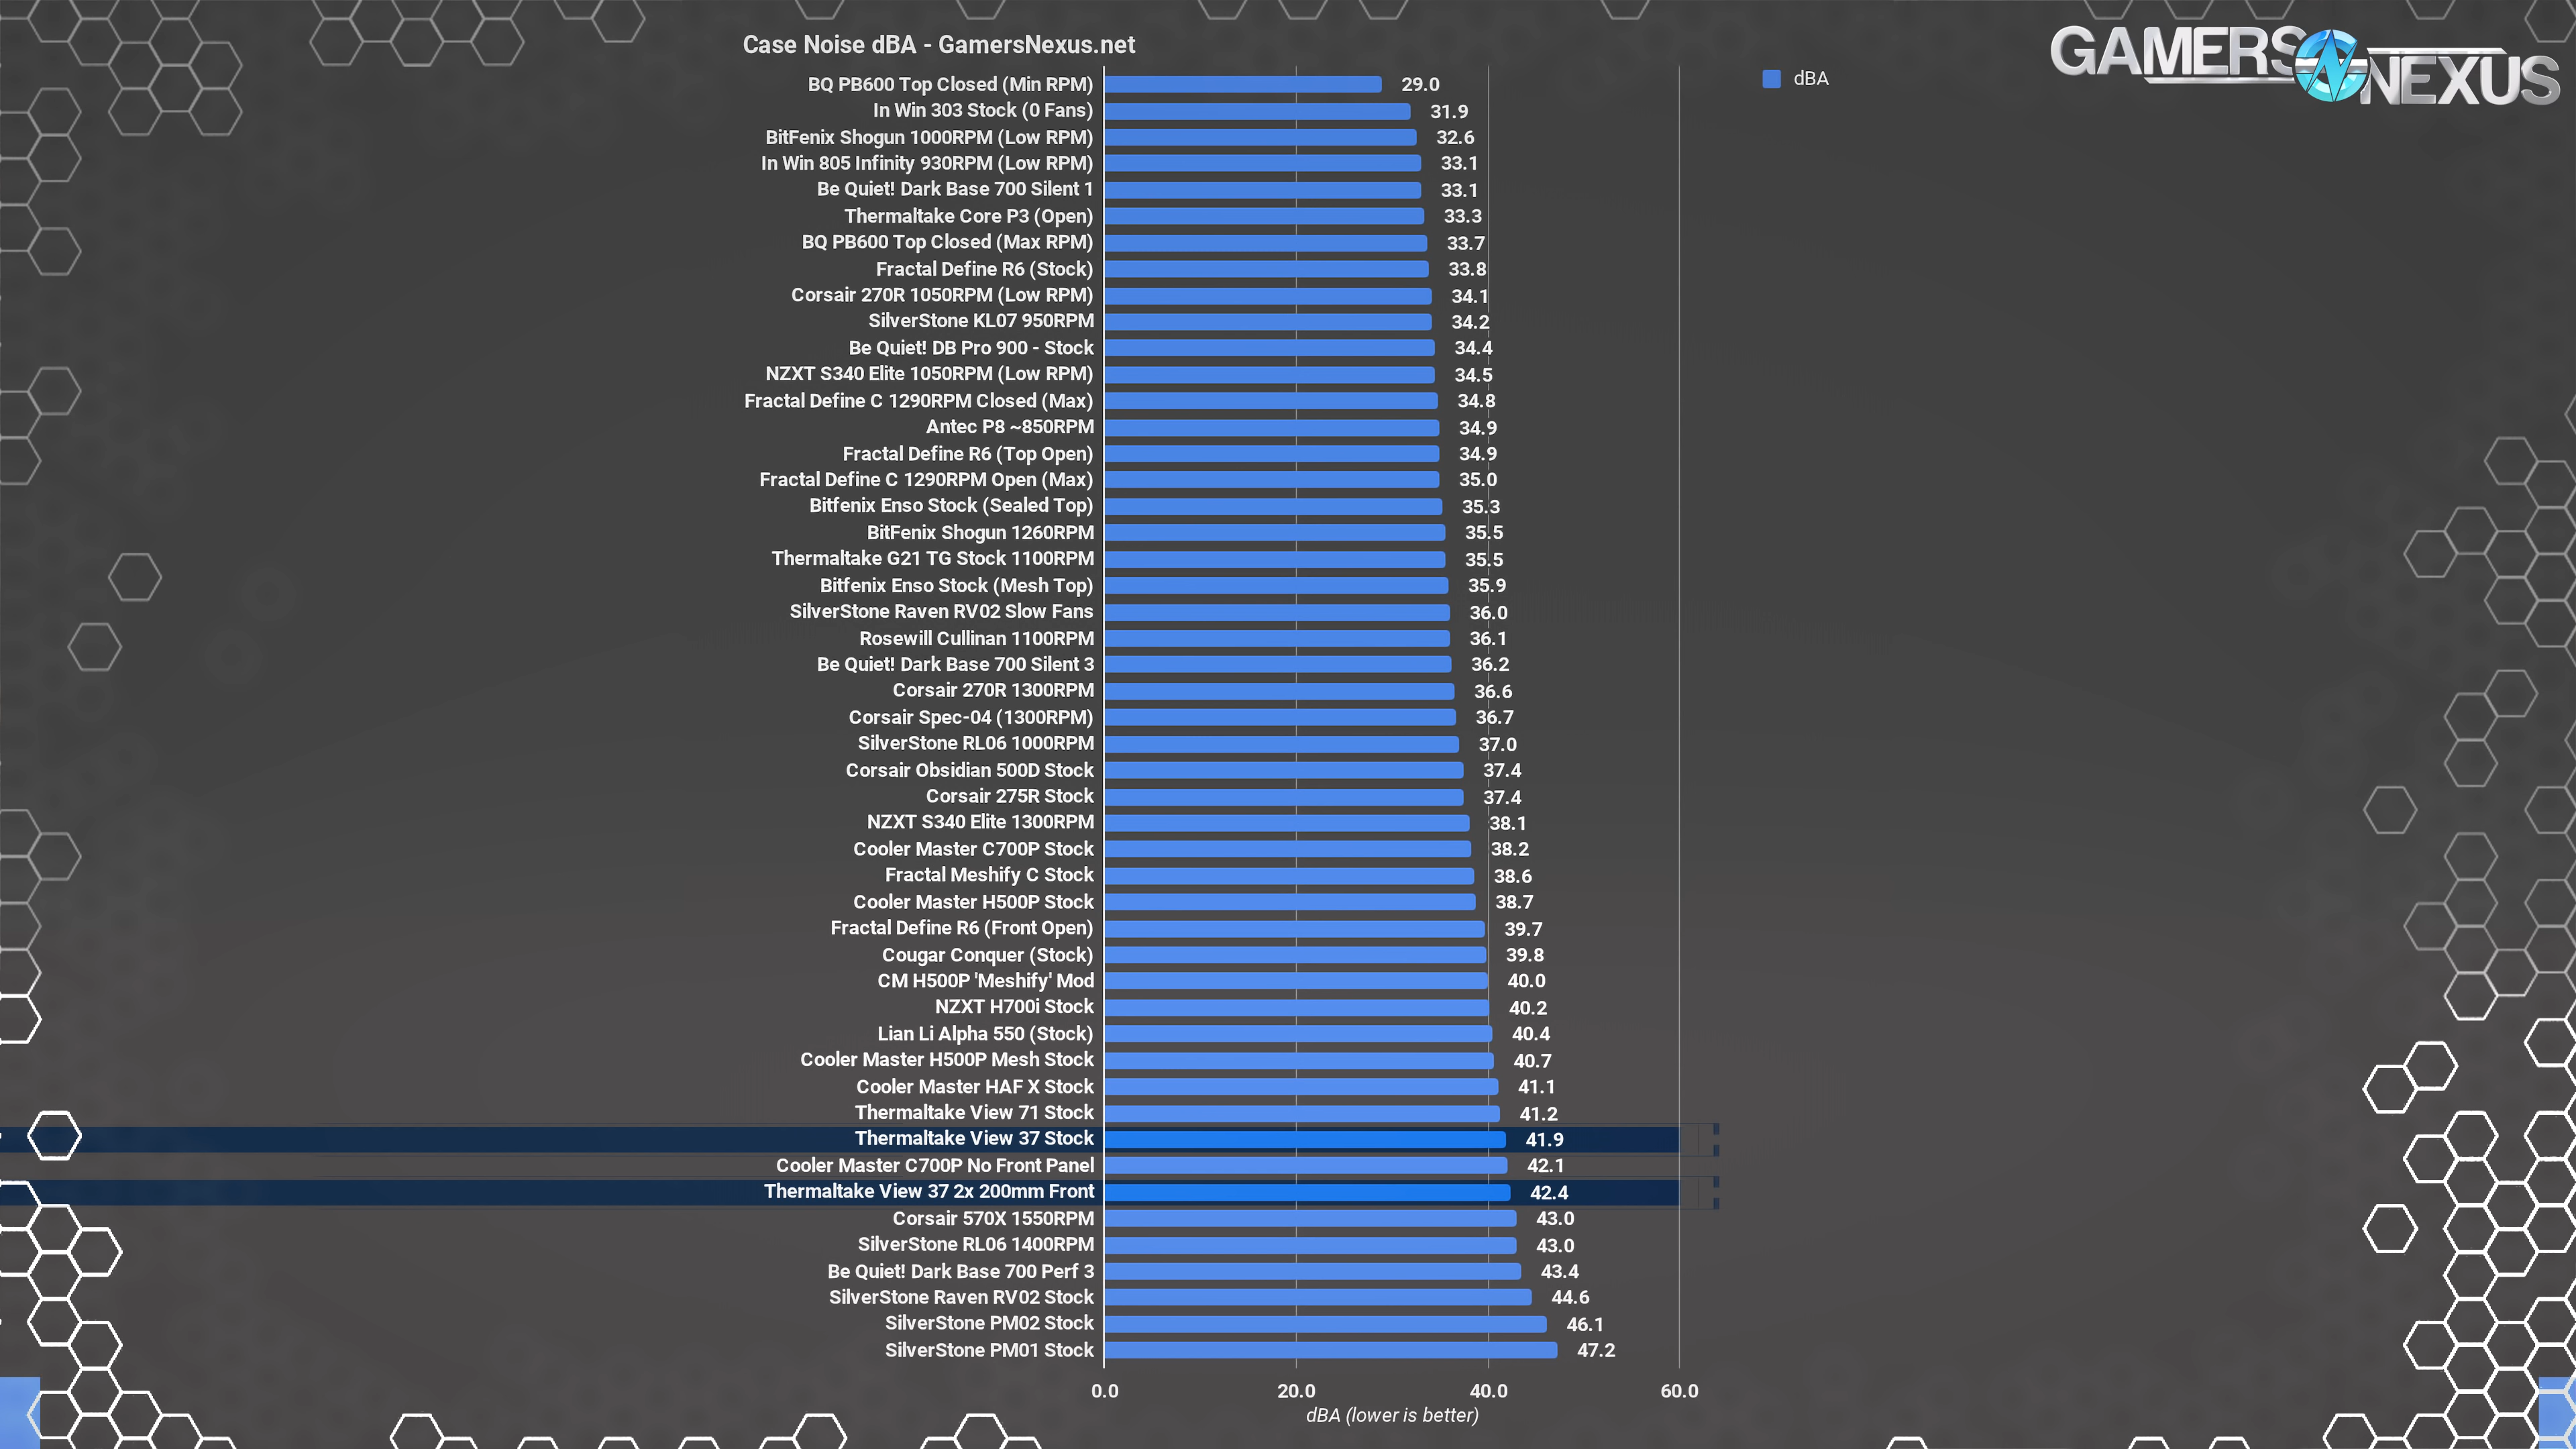 GAMERS NEXUS
Case Noise dBA - GamersNexus.net
dBA
BQ PB600 Top Closed (Min RPM) 29.0
In Win 303 Stock (0 Fans) 31.9
BitFenix Shogun 1000RPM (Low RPM) 32.6
In Win 805 Infinity 930RPM (Low RPM) 33.1
Be Quiet! Dark Base 700 Silent 1 33.1
Thermaltake Core P3 (Open) 33.3
BQ PB600 Top Closed (Max RPM) 33.7
Fractal Define R6 (Stock) 33.8
Corsair 270R 1050RPM (Low RPM) 34.1
SilverStone KL07 950RPM 34.2
Be Quiet! DB Pro 900 - Stock 34.4
NZXT S340 Elite 1050RPM (Low RPM) 34.5
Fractal Define C 1290RPM Closed (Max) 34.8
Antec P8 ~850RPM 34.9
Fractal Define R6 (Top Open) 34.9
Fractal Define C 1290RPM Open (Max) 35.0
Bitfenix Enso Stock (Sealed Top) 35.3
BitFenix Shogun 1260RPM 35.5
Thermaltake G21 TG Stock 1100RPM 35.5
Bitfenix Enso Stock (Mesh Top) 35.9
SilverStone Raven RV02 Slow Fans 36.0
Rosewill Cullinan 1100RPM 36.1
Be Quiet! Dark Base 700 Silent 3 36.2
Corsair 270R 1300RPM 36.6
Corsair Spec-04 (1300RPM) 36.7
SilverStone RL06 1000RPM 37.0
Corsair Obsidian 500D Stock 37.4
Corsair 275R Stock 37.4
NZXT S340 Elite 1300RPM 38.1
Cooler Master C700P Stock 38.2
Fractal Meshify C Stock 38.6
Cooler Master H500P Stock 38.7
Fractal Define R6 (Front Open) 39.7
Cougar Conquer (Stock) 39.8
CM H500P 'Meshify' Mod 40.0
NZXT H700i Stock 40.2
Lian Li Alpha 550 (Stock) 40.4
Cooler Master H500P Mesh Stock 40.7
Cooler Master HAF X Stock 41.1
Thermaltake View 71 Stock 41.2
Thermaltake View 37 Stock 41.9
Cooler Master C700P No Front Panel 42.1
Thermaltake View 37 2x 200mm Front 42.4
Corsair 570X 1550RPM 43.0
SilverStone RL06 1400RPM 43.0
Be Quiet! Dark Base 700 Perf 3 43.4
SilverStone Raven RV02 Stock 44.6
SilverStone PM02 Stock 46.1
SilverStone PM01 Stock 47.2
0.0 20.0 40.0 60.0
dBA (lower is better)